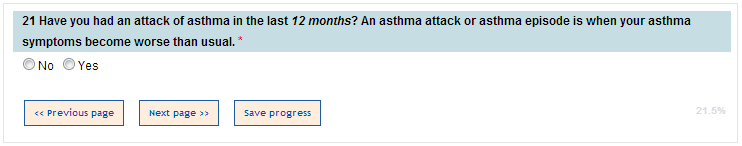 21 Have you had an attack of asthma in the last 12 months? An asthma attack or asthma episode is when your asthma
symptoms become worse than usual. *
No Yes
<< Previous page Next page >> Save progress 21.5%